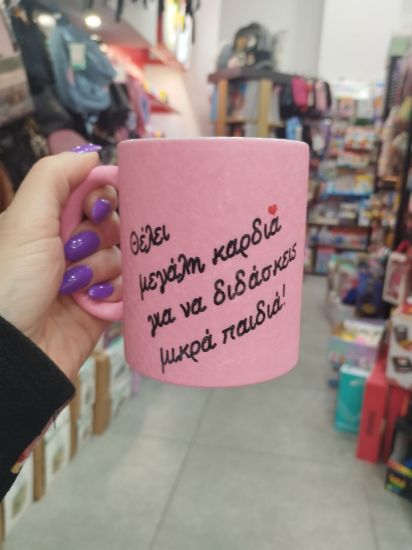 Θέλει
μεγάλη καρδιά
για να διδάσκεις
μικρά παιδιά!